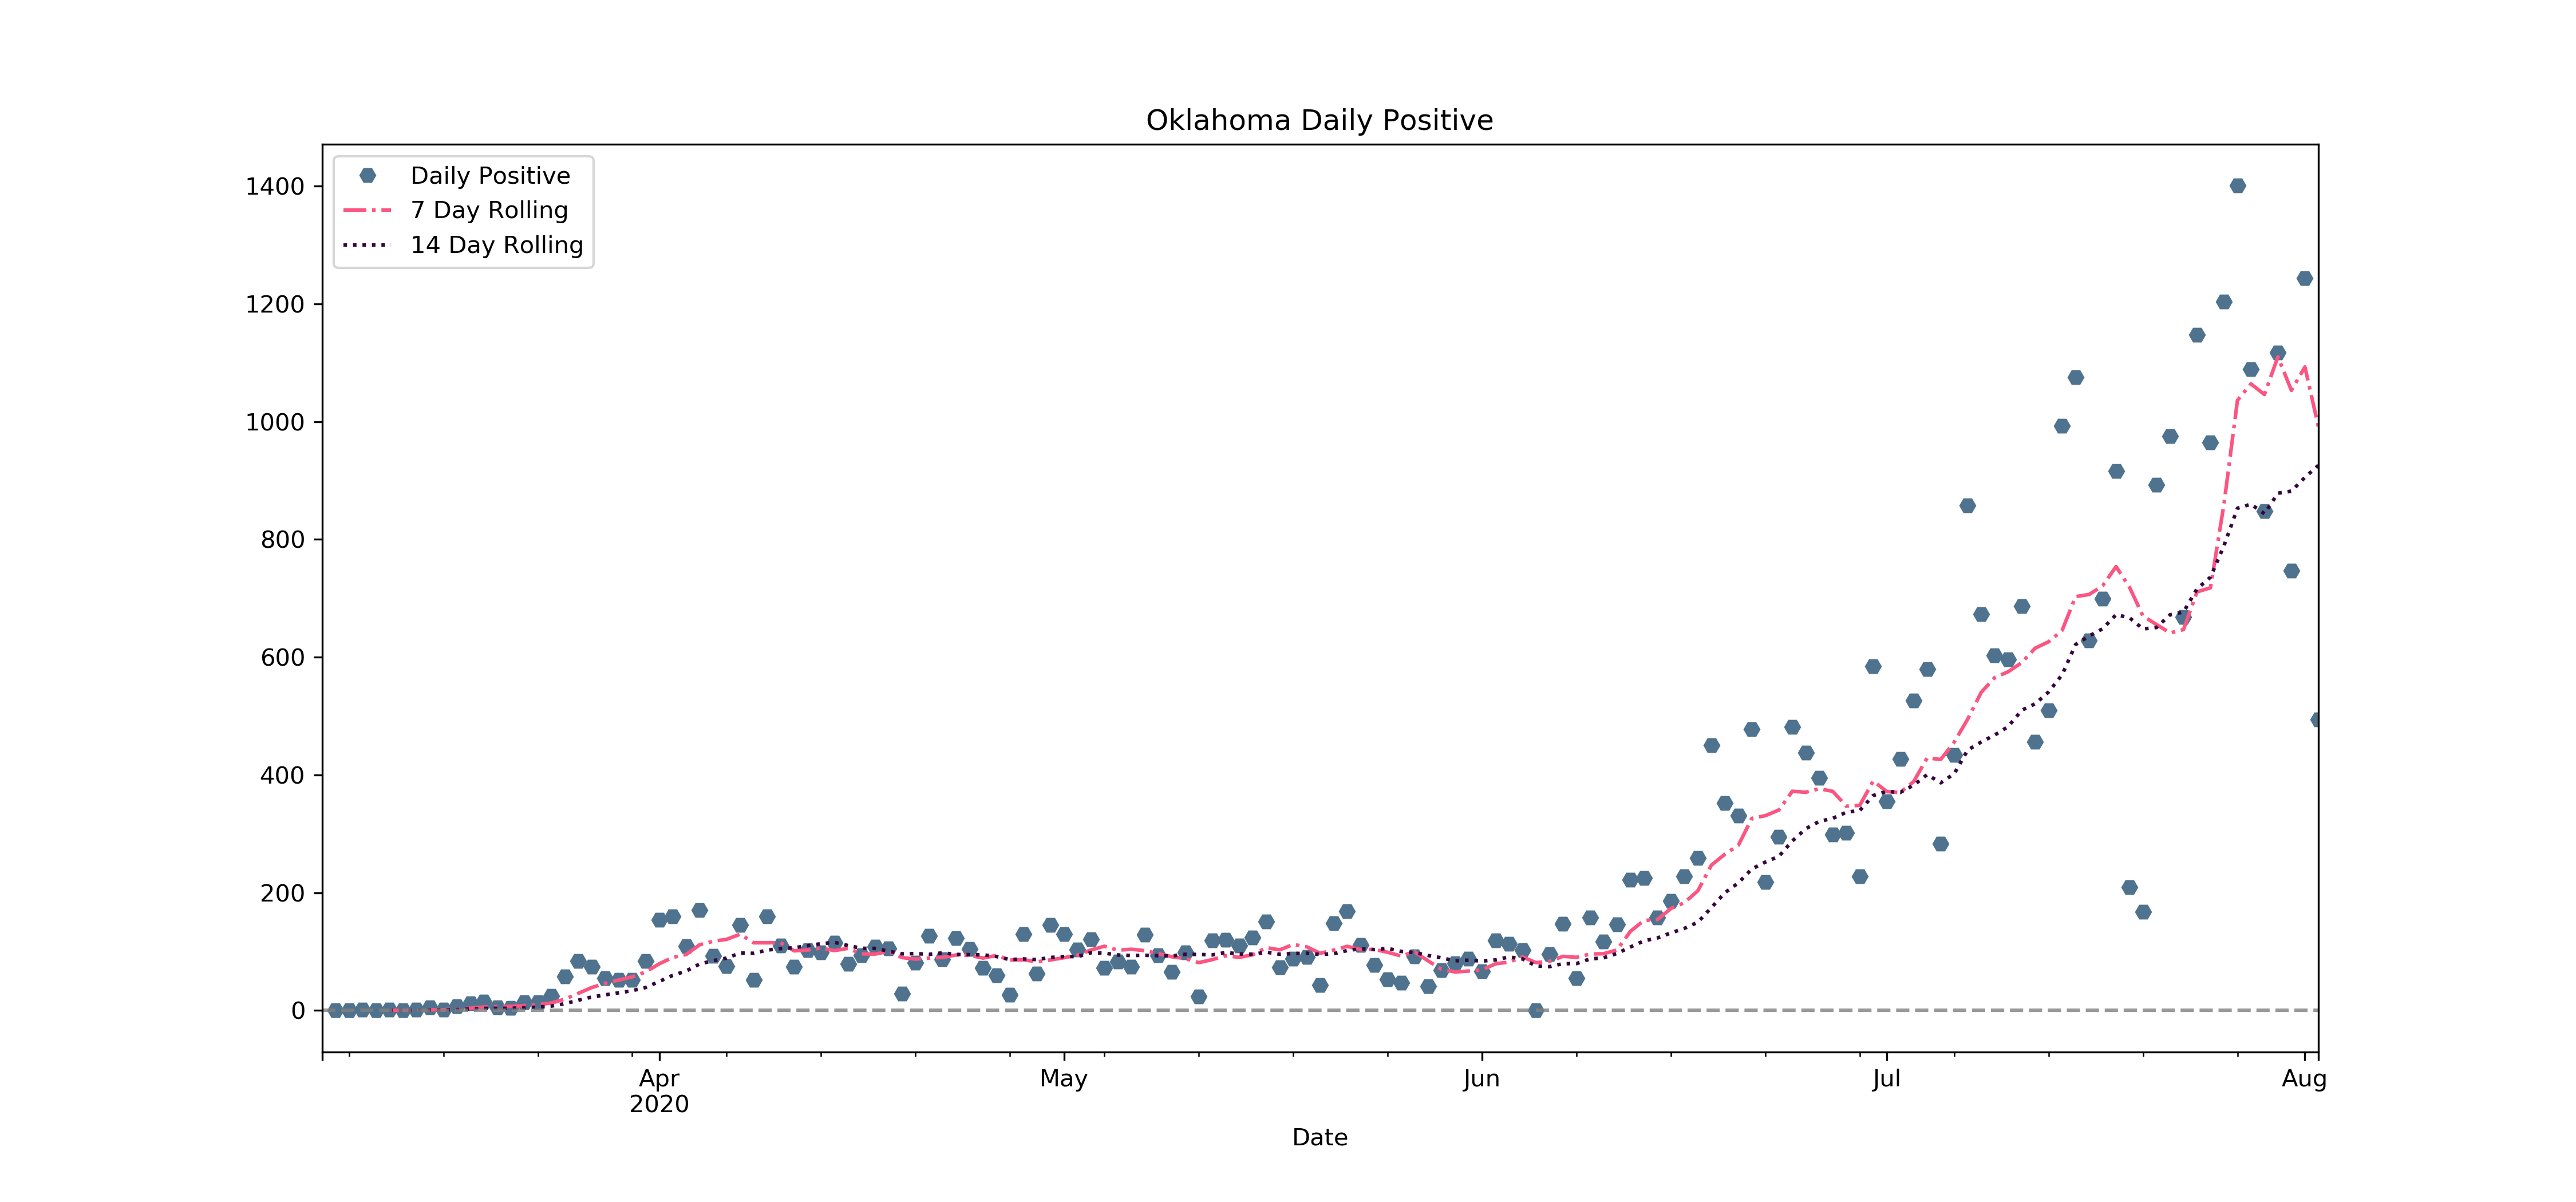 Oklahoma Daily Positive
Daily Positive
7 Day Rolling
14 Day Rolling
1400
1200
1000
800
600
400
200
0
Apr May Jun Jul Aug
2020
Date